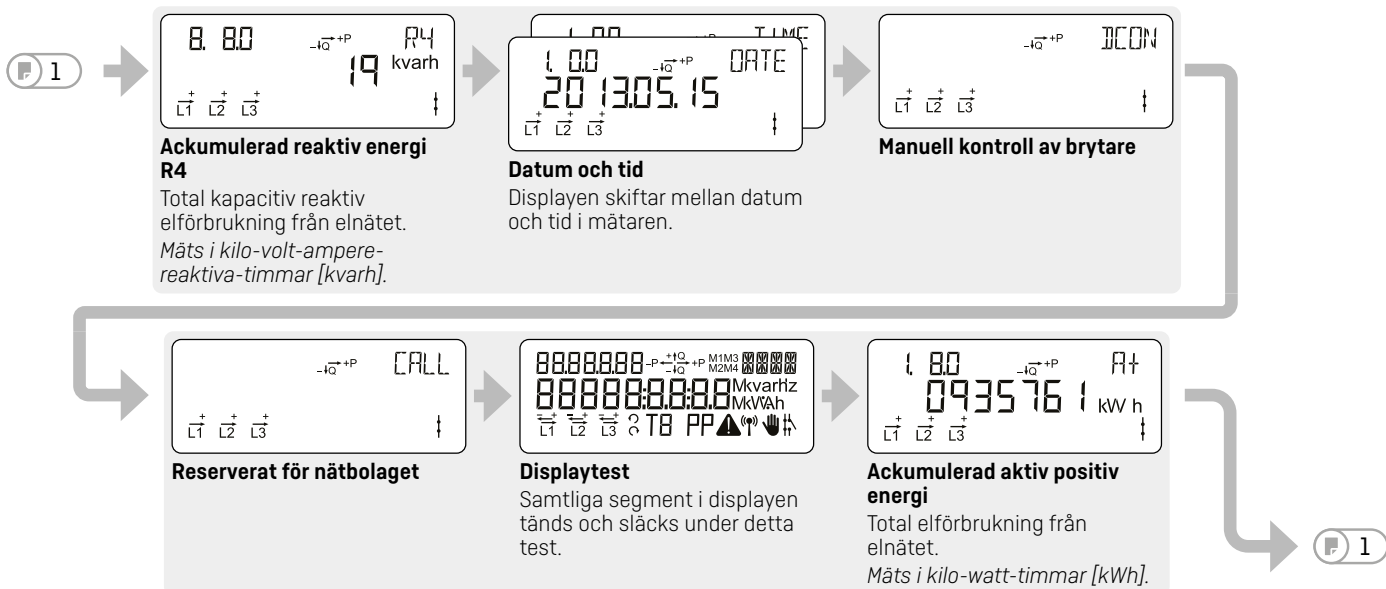 1
8. 8.0 -Q +P R4
19 kvarh
L1 L2 L3
Ackumulerad reaktiv energi
R4
Total kapacitiv reaktiv
elförbrukning från elnätet.
Mäts i kilo-volt-ampere-
reaktiva-timmar [kvarh].
TIME
1. 0.0 -Q +P DATE
2013.05.15
L1 L2 L3
Datum och tid
Displayen skiftar mellan datum
och tid i mätaren.
-Q +P DCON
L1 L2 L3
Manuell kontroll av brytare
-Q +P CALL
L1 L2 L3
Reserverat för nätbolaget
88.88.8.88 -P +Q -Q +P M1M3
M2M4
88888:8.8:8.8 Mkvarhz
MkWAh
L1 L2 L3 T8 PP
Displaytest
Samtliga segment i displayen
tänds och släcks under detta
test.
1. 8.0 -Q +P A+
0935761 kW h
L1 L2 L3
Ackumulerad aktiv positiv
energi
Total elförbrukning från
elnätet.
Mäts i kilo-watt-timmar [kWh].
1